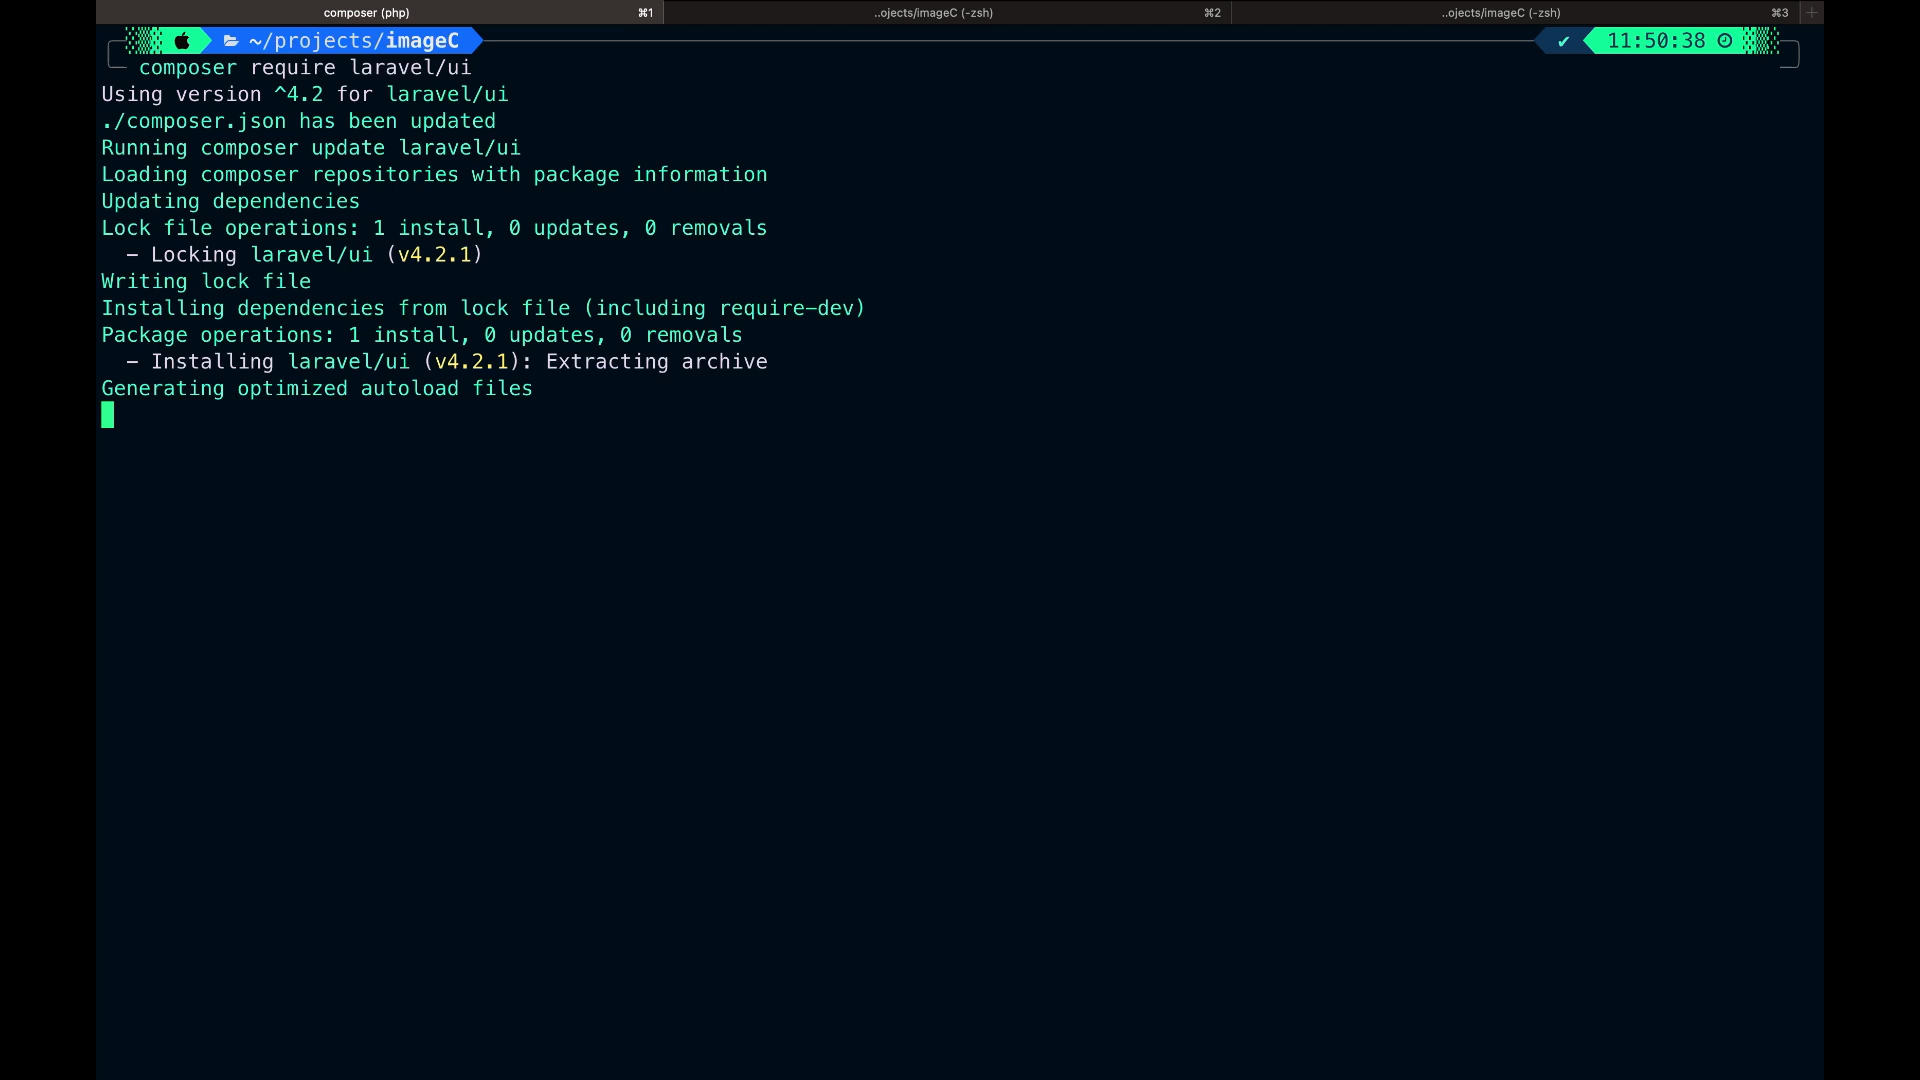 composer (php) ⌘1 ..ojects/imageC (-zsh) ⌘2 ..ojects/imageC (-zsh) ⌘3 +
~/projects/imageC ✔ 11:50:38
composer require laravel/ui
Using version ^4.2 for laravel/ui
./composer.json has been updated
Running composer update laravel/ui
Loading composer repositories with package information
Updating dependencies
Lock file operations: 1 install, 0 updates, 0 removals
  - Locking laravel/ui (v4.2.1)
Writing lock file
Installing dependencies from lock file (including require-dev)
Package operations: 1 install, 0 updates, 0 removals
  - Installing laravel/ui (v4.2.1): Extracting archive
Generating optimized autoload files